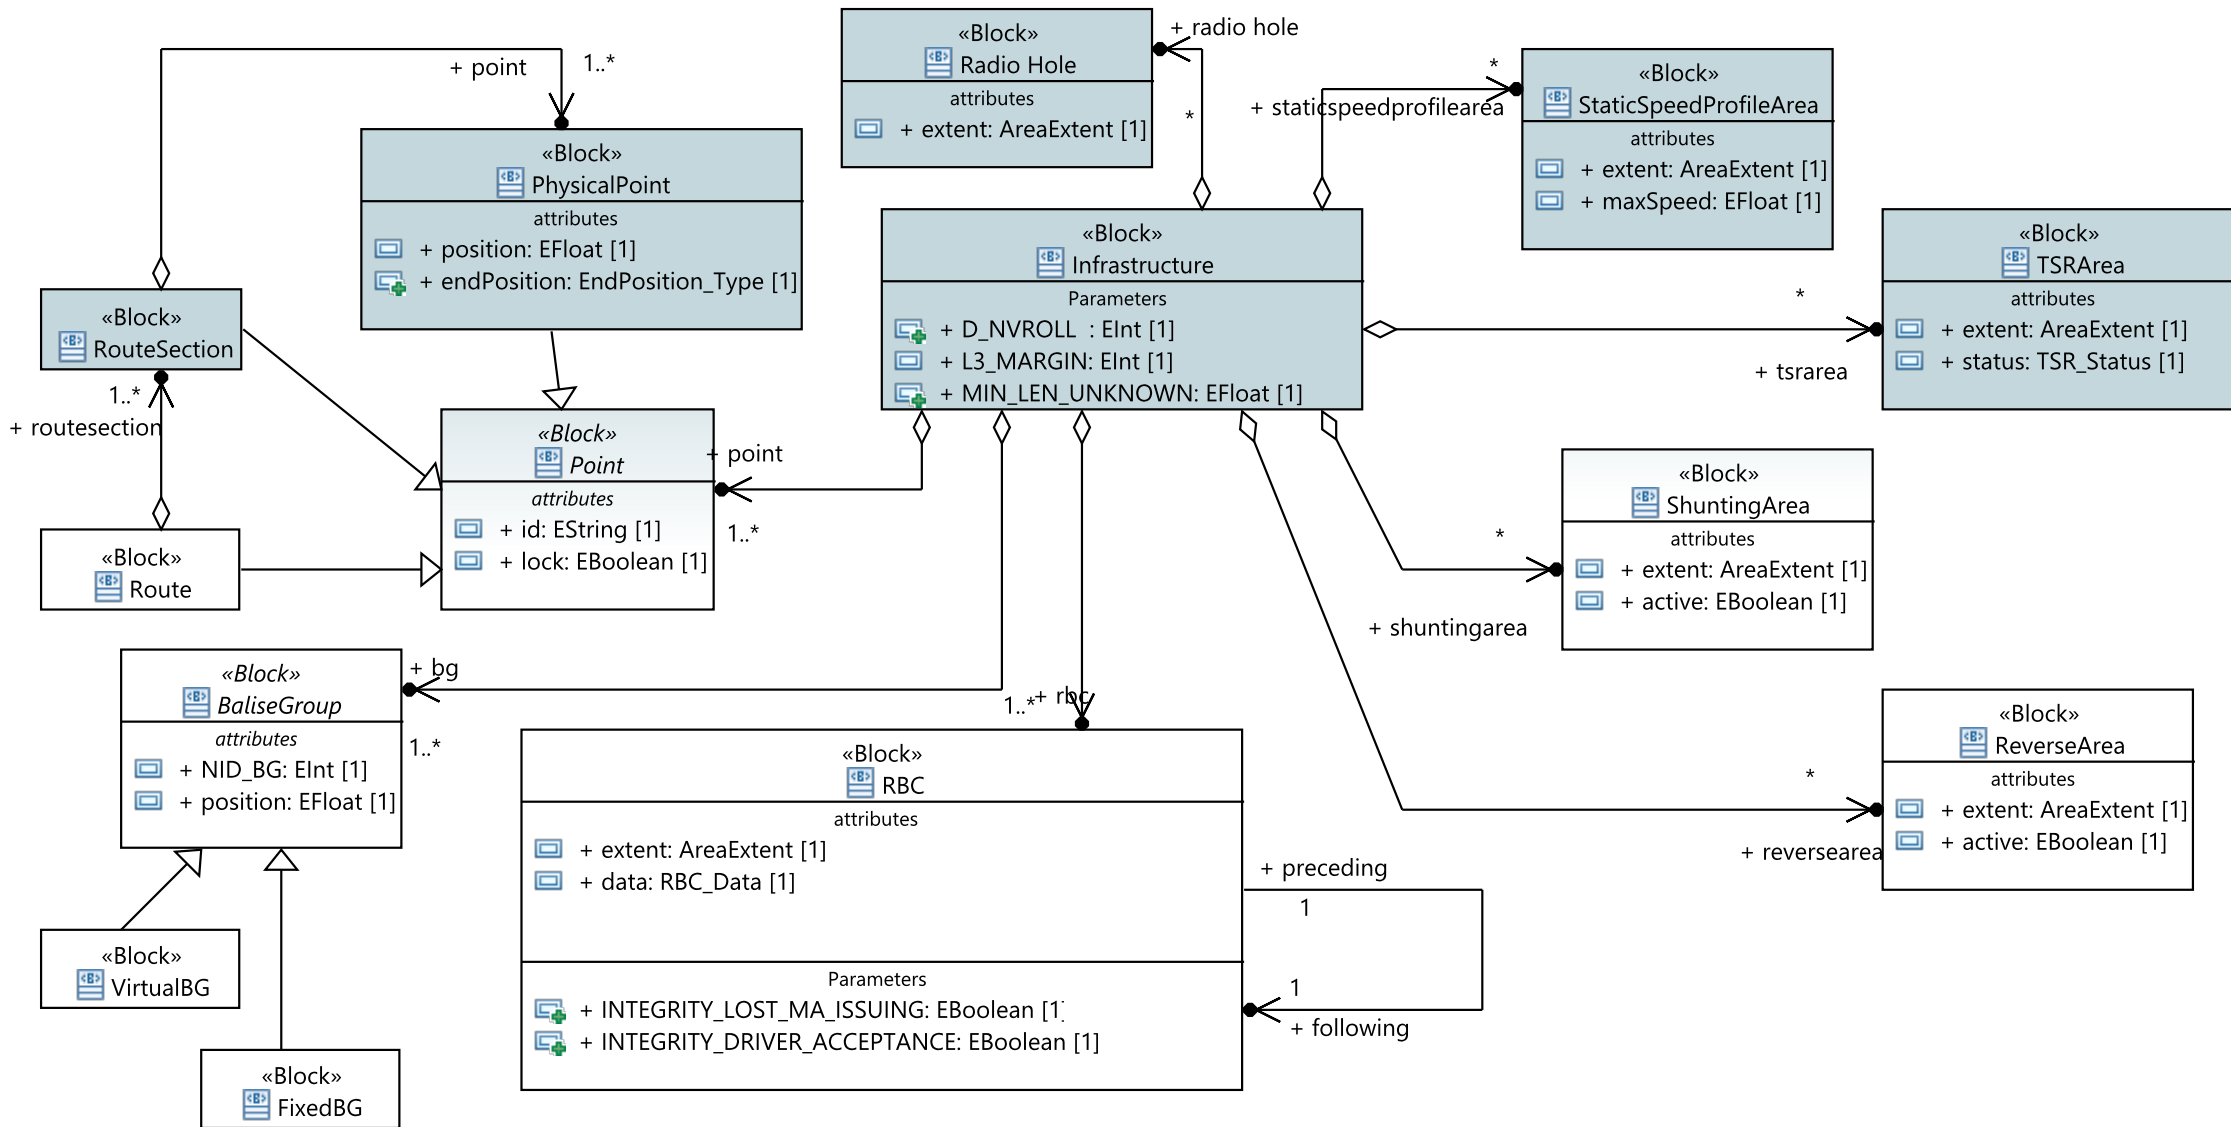 + point
1..*
«Block»
PhysicalPoint
attributes
+ position: EFloat [1]
+ endPosition: EndPosition_Type [1]
«Block»
RouteSection
1..*
+ routesection
«Block»
Route
«Block»
Point
attributes
+ id: EString [1]
+ lock: EBoolean [1]
+ point
1..*
«Block»
Radio Hole
attributes
+ extent: AreaExtent [1]
+ radio hole
*
«Block»
Infrastructure
Parameters
+ D_NVROLL : EInt [1]
+ L3_MARGIN: EInt [1]
+ MIN_LEN_UNKNOWN: EFloat [1]
*
+ staticspeedprofilearea
«Block»
StaticSpeedProfileArea
attributes
+ extent: AreaExtent [1]
+ maxSpeed: EFloat [1]
*
+ tsrarea
«Block»
TSRArea
attributes
+ extent: AreaExtent [1]
+ status: TSR_Status [1]
*
+ shuntingarea
«Block»
ShuntingArea
attributes
+ extent: AreaExtent [1]
+ active: EBoolean [1]
*
+ reversearea
«Block»
ReverseArea
attributes
+ extent: AreaExtent [1]
+ active: EBoolean [1]
«Block»
BaliseGroup
attributes
+ NID_BG: EInt [1]
+ position: EFloat [1]
+ bg
1..*
«Block»
VirtualBG
«Block»
FixedBG
1..*
+ rbc
«Block»
RBC
attributes
+ extent: AreaExtent [1]
+ data: RBC_Data [1]
Parameters
+ INTEGRITY_LOST_MA_ISSUING: EBoolean [1]
+ INTEGRITY_DRIVER_ACCEPTANCE: EBoolean [1]
+ preceding
1
1
+ following